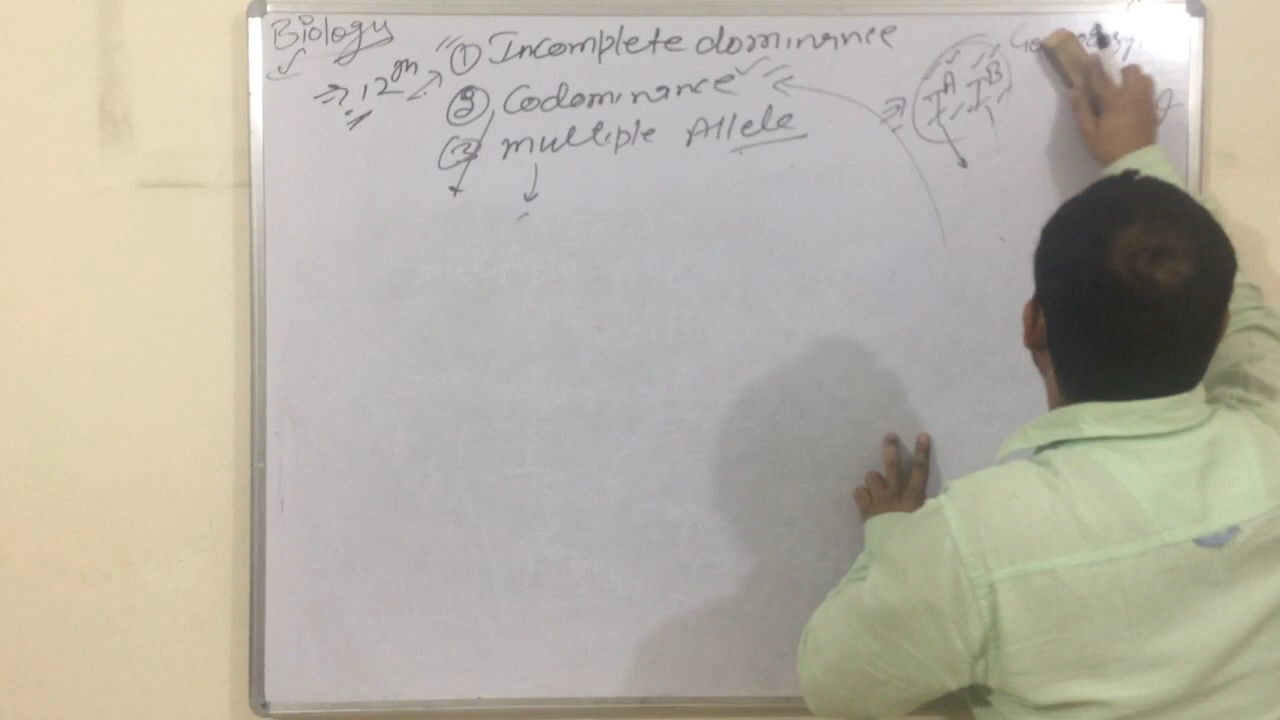 Biology
⇒ 12th → ① Incomplete dominance
② Codominance
③ multiple Allele
I^A I^B